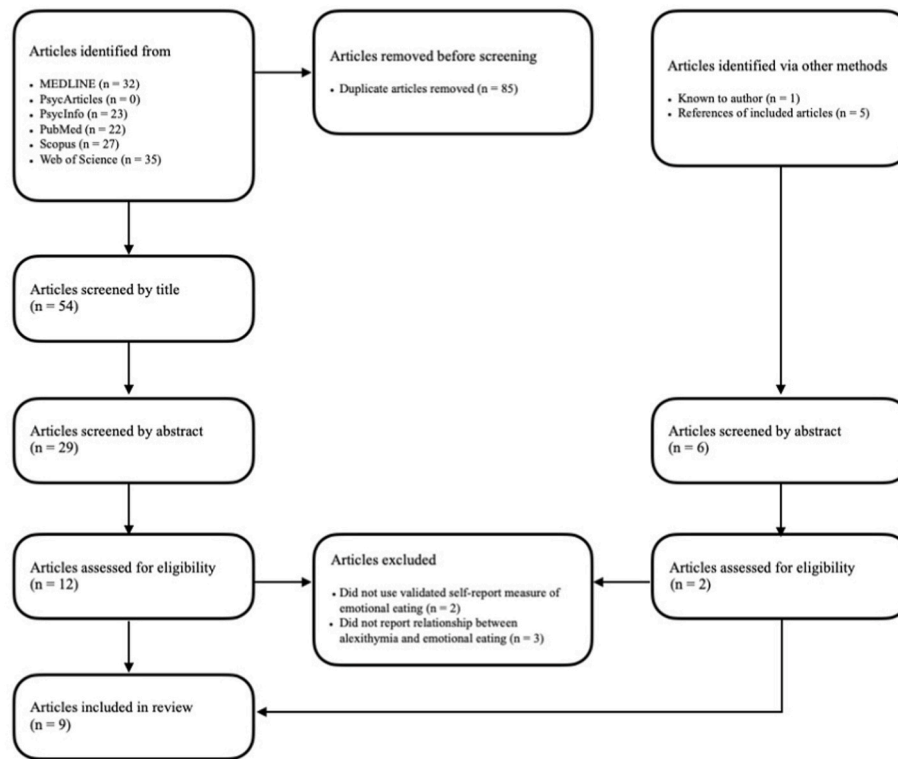 Articles identified from
• MEDLINE (n = 32)
• PsycArticles (n = 0)
• PsycInfo (n = 23)
• PubMed (n = 22)
• Scopus (n = 27)
• Web of Science (n = 35)
Articles removed before screening
• Duplicate articles removed (n = 85)
Articles identified via other methods
• Known to author (n = 1)
• References of included articles (n = 5)
Articles screened by title
(n = 54)
Articles screened by abstract
(n = 29)
Articles screened by abstract
(n = 6)
Articles assessed for eligibility
(n = 12)
Articles excluded
• Did not use validated self-report measure of
emotional eating (n = 2)
• Did not report relationship between
alexithymia and emotional eating (n = 3)
Articles assessed for eligibility
(n = 2)
Articles included in review
(n = 9)